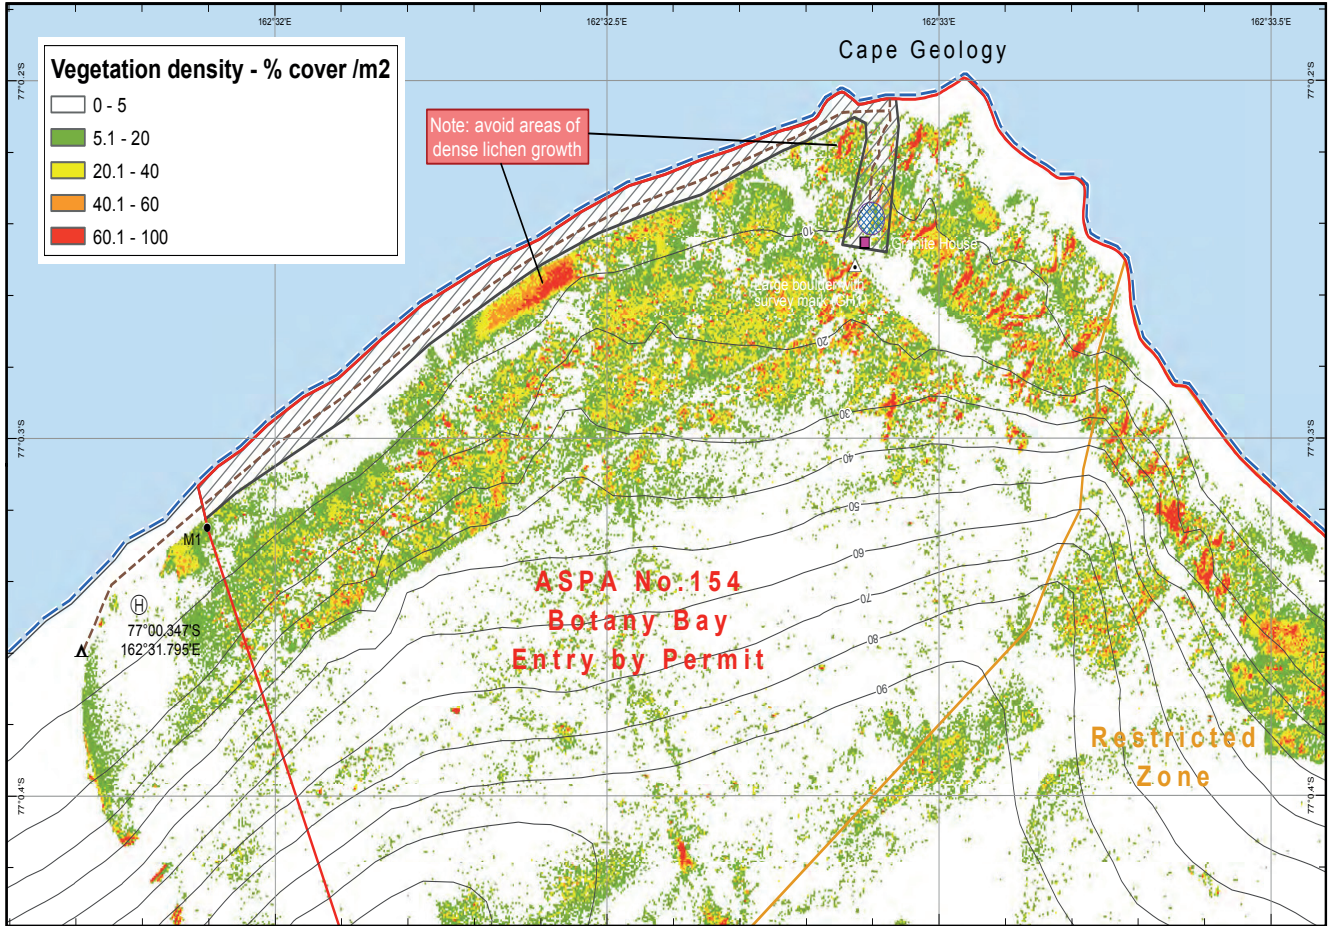 162°32'E
162°32.5'E
162°33'E
162°33.5'E
Cape Geology
Vegetation density - % cover /m2
0 - 5
5.1 - 20
20.1 - 40
40.1 - 60
60.1 - 100
77°0.2'S
77°0.2'S
Note: avoid areas of
dense lichen growth
10
Granite House
Large boulder with
survey mark (GH1)
20
30
77°0.3'S
77°0.3'S
40
50
M1
60
ASPA No.154
Botany Bay
Entry by Permit
70
H
77°00.347'S
162°31.795'E
80
90
Restricted
Zone
77°0.4'S
77°0.4'S